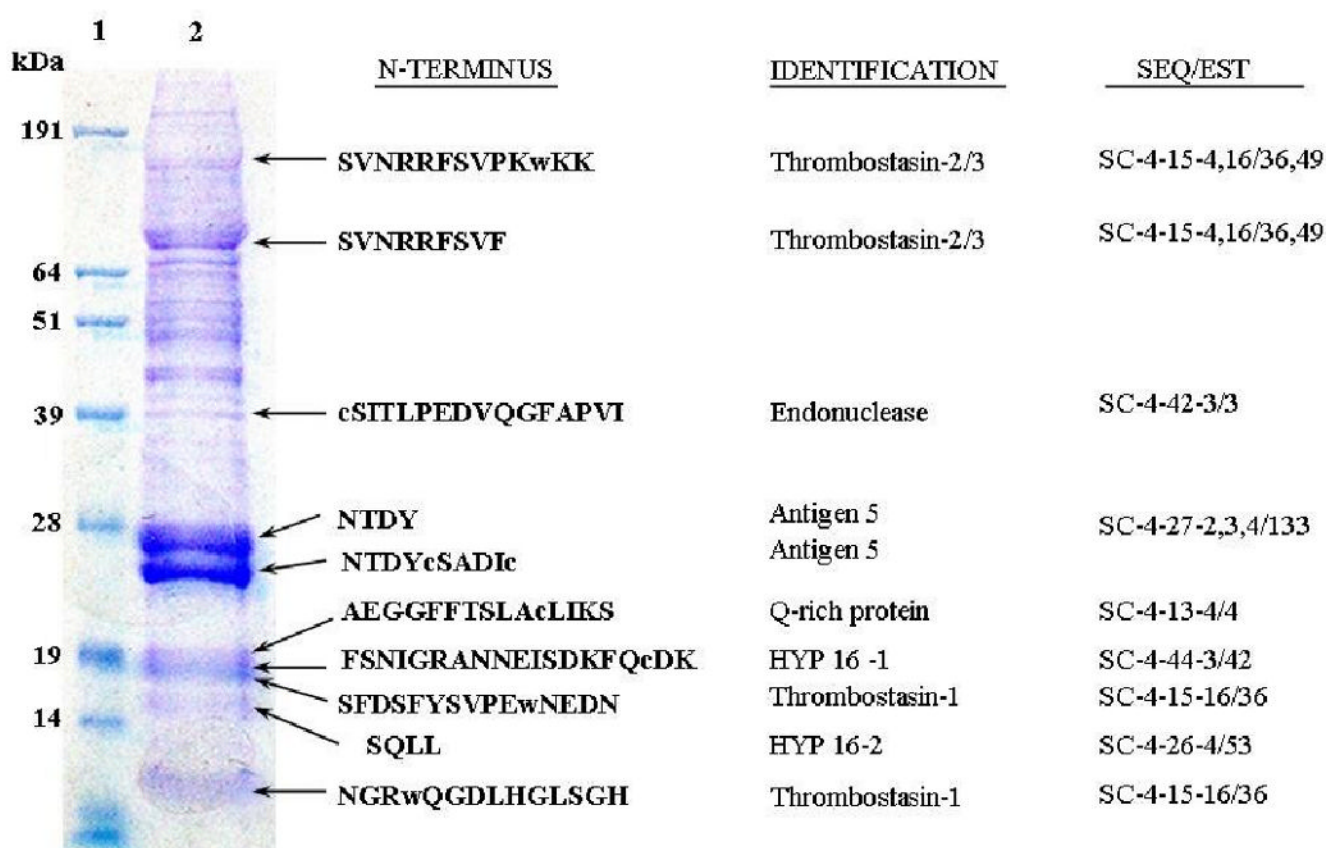 1 2
kDa N-TERMINUS IDENTIFICATION SEQ/EST
191
SVNRRFSVPKwKK Thrombostasin-2/3 SC-4-15-4,16/36,49
SVNRRFSVF Thrombostasin-2/3 SC-4-15-4,16/36,49
64
51
39 cSITLPEDVQGFAPVI Endonuclease SC-4-42-3/3
28 NTDY Antigen 5 SC-4-27-2,3,4/133
NTDYcSADIc Antigen 5
AEGGFFTSLAcLIKS Q-rich protein SC-4-13-4/4
19 FSNIGRANNEISDKFQcDK HYP 16 -1 SC-4-44-3/42
SFDSFYSVPEwNEDN Thrombostasin-1 SC-4-15-16/36
14
SQLL HYP 16-2 SC-4-26-4/53
NGRwQGDLHGLSGH Thrombostasin-1 SC-4-15-16/36